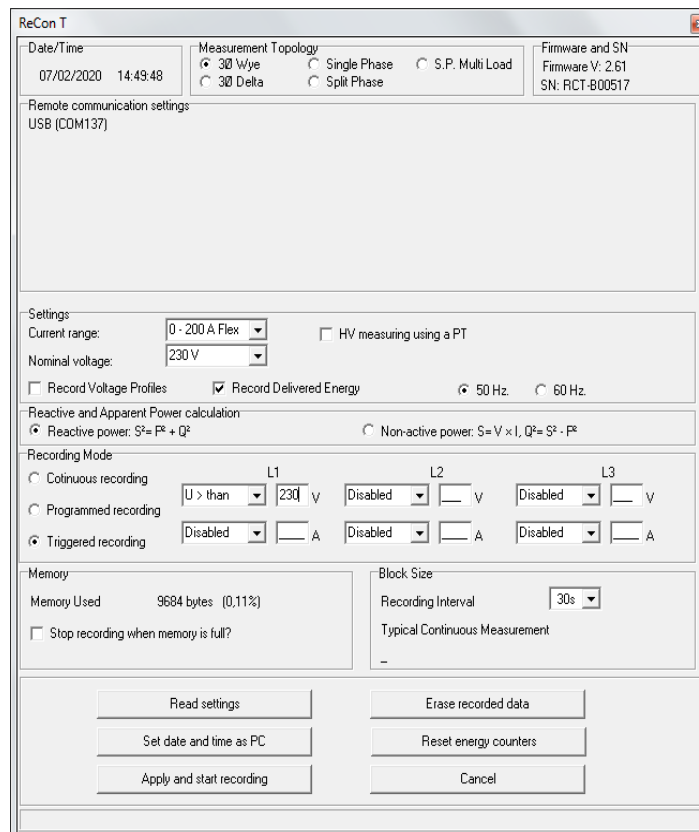 ReCon T
Date/Time
07/02/2020 14:49:48
Measurement Topology
3Ø Wye
Single Phase
S.P. Multi Load
3Ø Delta
Split Phase
Firmware and SN
Firmware V: 2.61
SN: RCT-B00517
Remote communication settings
USB (COM137)
Settings
Current range:
0 - 200 A Flex
HV measuring using a PT
Nominal voltage:
230 V
Record Voltage Profiles
Record Delivered Energy
50 Hz.
60 Hz.
Reactive and Apparent Power calculation
Reactive power: S²= P² + Q²
Non-active power: S= V × I, Q²= S² - P²
Recording Mode
L1
L2
L3
Cotinuous recording
U > than
230 V
Disabled
___ V
Disabled
___ V
Programmed recording
Disabled
___ A
Disabled
___ A
Disabled
___ A
Triggered recording
Memory
Memory Used 9684 bytes (0,11%)
Stop recording when memory is full?
Block Size
Recording Interval
30s
Typical Continuous Measurement
_
Read settings
Erase recorded data
Set date and time as PC
Reset energy counters
Apply and start recording
Cancel